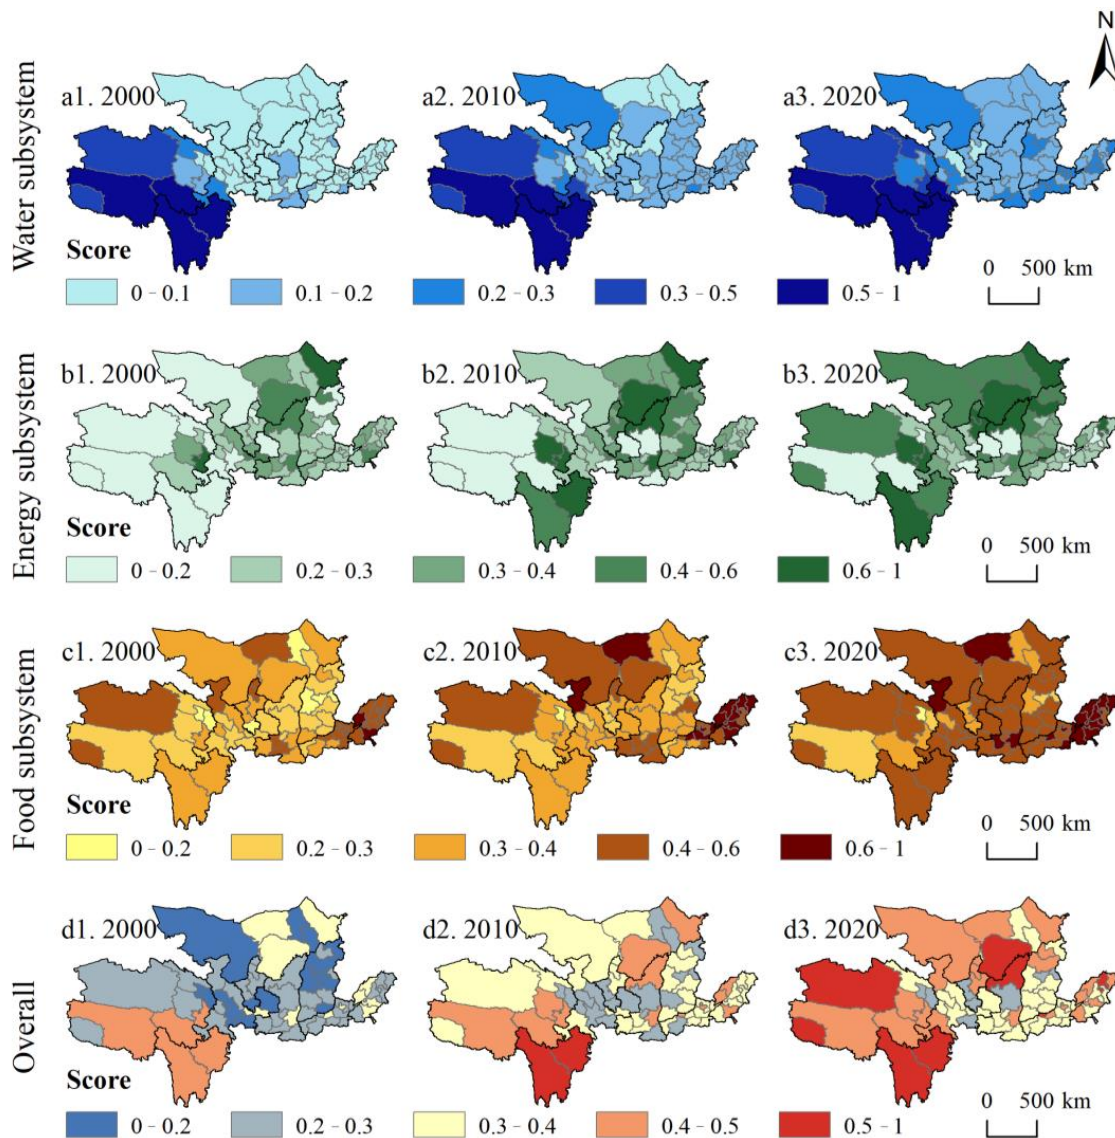 N
Water subsystem
a1. 2000
a2. 2010
a3. 2020
Score
0 – 0.1
0.1 – 0.2
0.2 – 0.3
0.3 – 0.5
0.5 – 1
0 500 km
Energy subsystem
b1. 2000
b2. 2010
b3. 2020
Score
0 – 0.2
0.2 – 0.3
0.3 – 0.4
0.4 – 0.6
0.6 – 1
0 500 km
Food subsystem
c1. 2000
c2. 2010
c3. 2020
Score
0 – 0.2
0.2 – 0.3
0.3 – 0.4
0.4 – 0.6
0.6 – 1
0 500 km
Overall
d1. 2000
d2. 2010
d3. 2020
Score
0 – 0.2
0.2 – 0.3
0.3 – 0.4
0.4 – 0.5
0.5 – 1
0 500 km